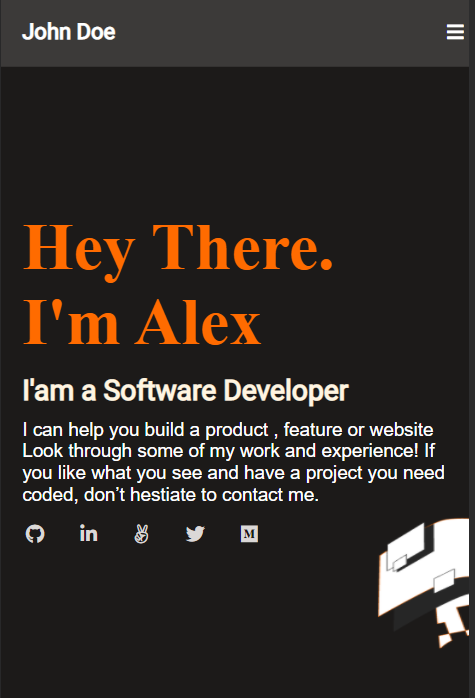 John Doe
Hey There.
I'm Alex
I'am a Software Developer
I can help you build a product , feature or website
Look through some of my work and experience! If
you like what you see and have a project you need
coded, don’t hestiate to contact me.
in
M